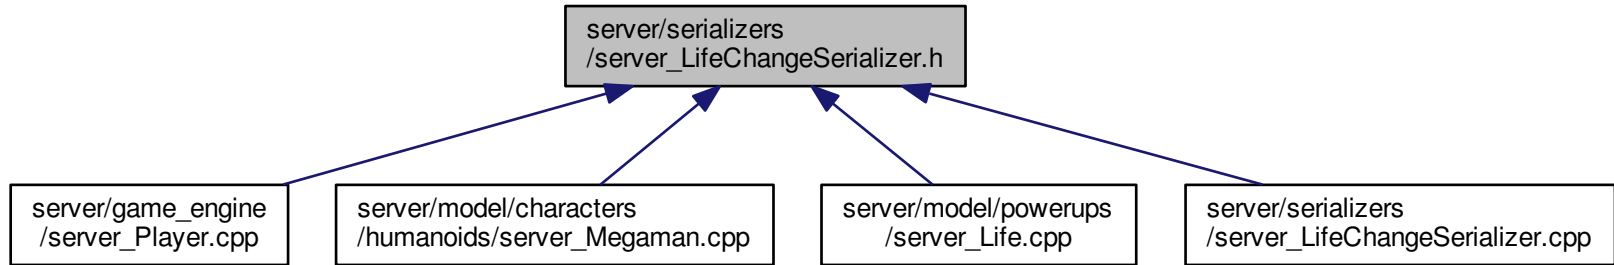 server/serializers
/server_LifeChangeSerializer.h
server/game_engine
/server_Player.cpp
server/model/characters
/humanoids/server_Megaman.cpp
server/model/powerups
/server_Life.cpp
server/serializers
/server_LifeChangeSerializer.cpp